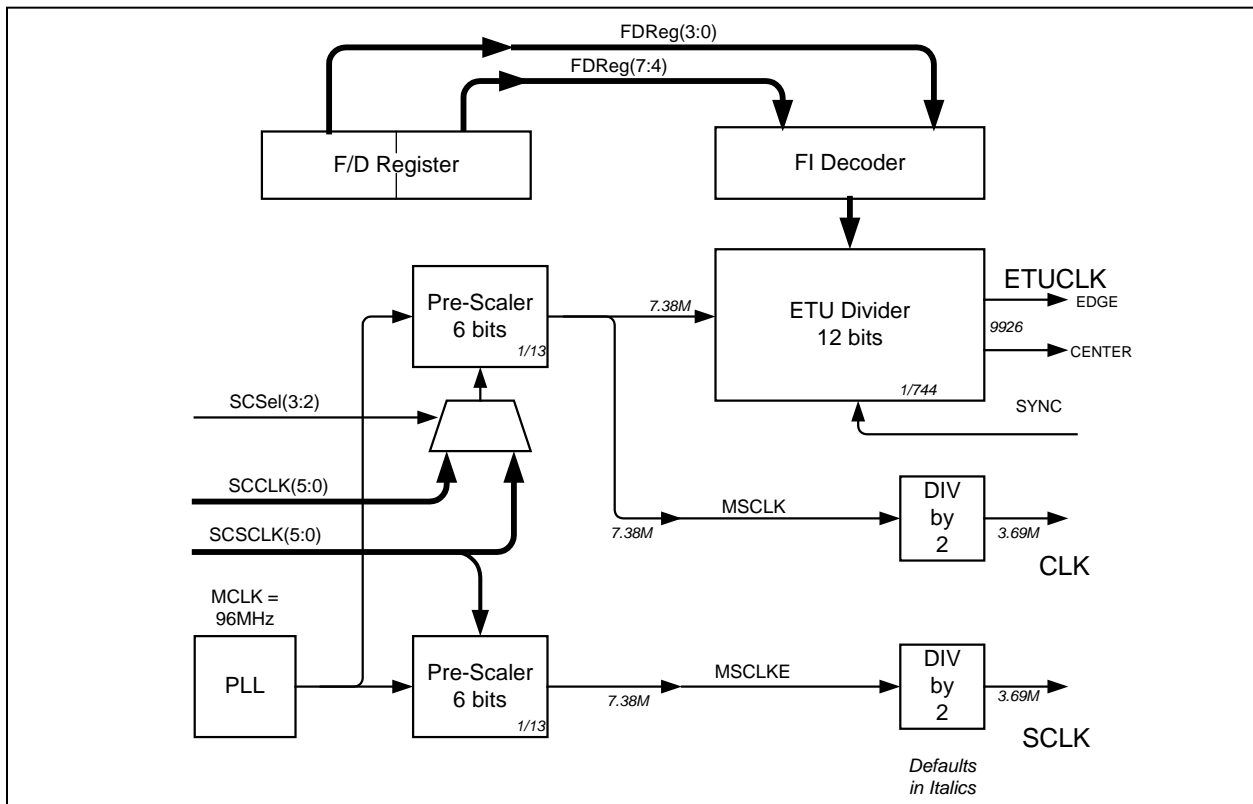 FDReg(3:0)
FDReg(7:4)
F/D Register
FI Decoder
Pre-Scaler
6 bits
1/13
7.38M
ETU Divider
12 bits
1/744
ETUCLK
EDGE
9926
CENTER
SYNC
SCSel(3:2)
SCCLK(5:0)
SCSCLK(5:0)
7.38M
MSCLK
DIV
by
2
3.69M
CLK
MCLK =
96MHz
PLL
Pre-Scaler
6 bits
1/13
7.38M
MSCLKE
DIV
by
2
3.69M
SCLK
Defaults
in Italics